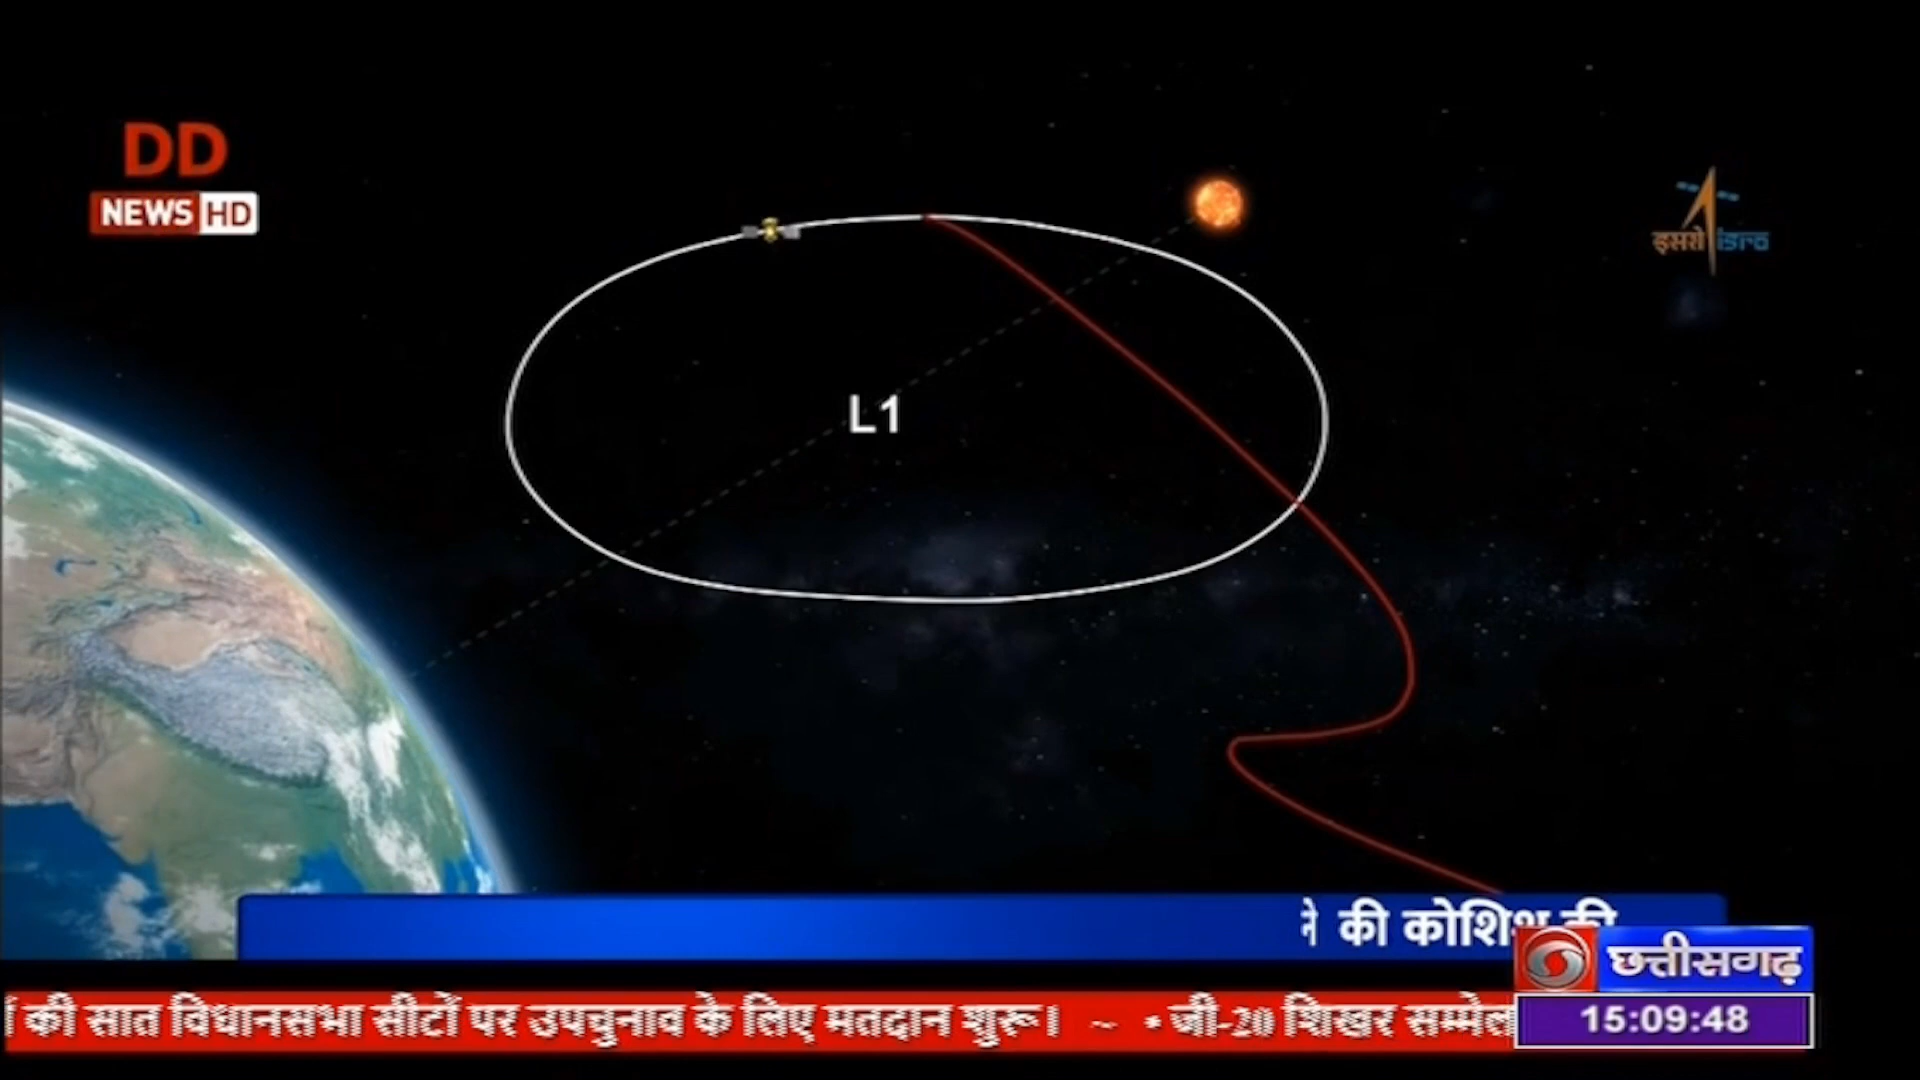 DD
NEWS HD
इसरो isro
L1
की कोशिश की
छत्तीसगढ़
की सात विधानसभा सीटों पर उपचुनाव के लिए मतदान शुरू। ~ * जी-20 शिखर
15:09:48